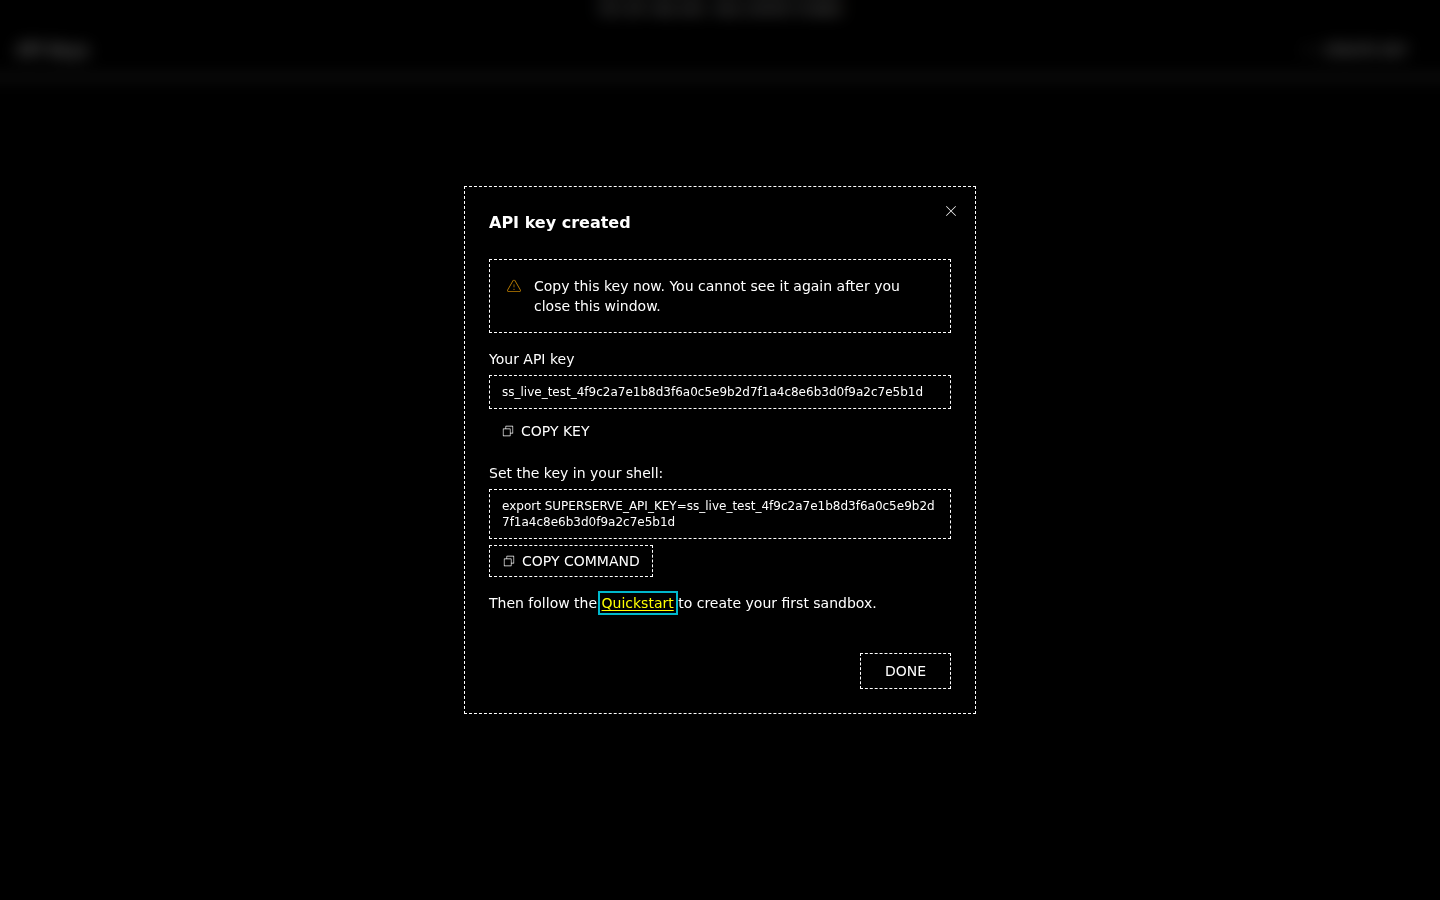 API key created
Copy this key now. You cannot see it again after you
close this window.
Your API key
ss_live_test_4f9c2a7e1b8d3f6a0c5e9b2d7f1a4c8e6b3d0f9a2c7e5b1d
COPY KEY
Set the key in your shell:
export SUPERSERVE_API_KEY=ss_live_test_4f9c2a7e1b8d3f6a0c5e9b2d
7f1a4c8e6b3d0f9a2c7e5b1d
COPY COMMAND
Then follow the Quickstart to create your first sandbox.
DONE